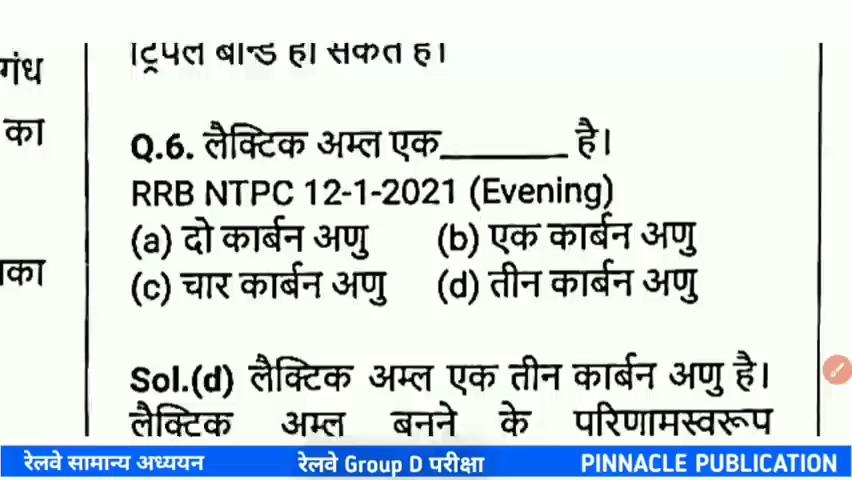 गंध
का
का
ट्रिपल बॉन्ड हो सकते हैं।
Q.6. लैक्टिक अम्ल एक_______ है।
RRB NTPC 12-1-2021 (Evening)
(a) दो कार्बन अणु (b) एक कार्बन अणु
(c) चार कार्बन अणु (d) तीन कार्बन अणु
Sol.(d) लैक्टिक अम्ल एक तीन कार्बन अणु है।
लैक्टिक अम्ल बनने के परिणामस्वरूप
रेलवे सामान्य अध्ययन रेलवे Group D परीक्षा PINNACLE PUBLICATION